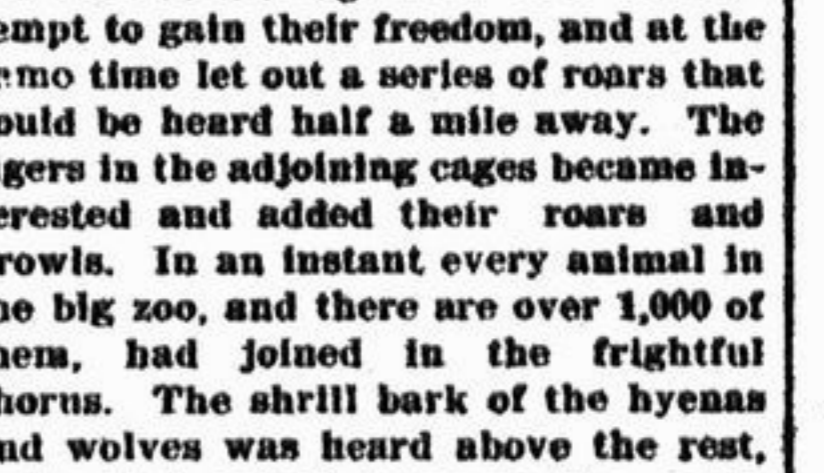 empt to gain their freedom, and at the
mo time let out a series of roars that
ould be heard half a mile away. The
gers in the adjoining cages became in-
erested and added their roars and
rowls. In an instant every animal in
he big zoo, and there are over 1,000 of
hem, had joined in the frightful
horus. The shrill bark of the hyenas
nd wolves was heard above the rest,